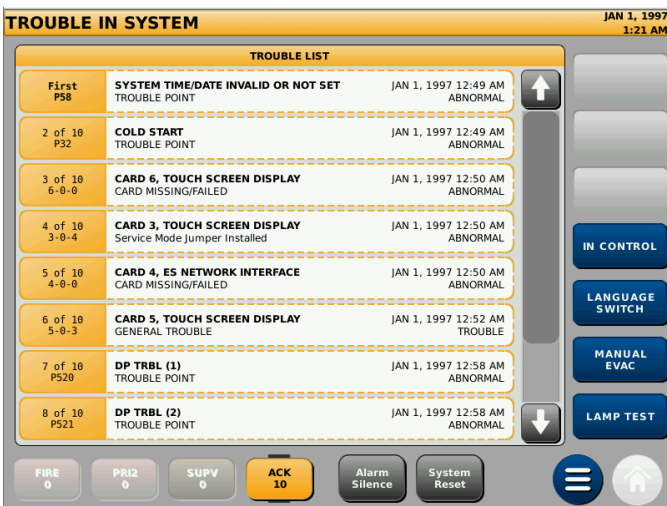 TROUBLE IN SYSTEM
JAN 1, 1997
1:21 AM
TROUBLE LIST
First
P58
SYSTEM TIME/DATE INVALID OR NOT SET
TROUBLE POINT
JAN 1, 1997 12:49 AM
ABNORMAL
2 of 10
P32
COLD START
TROUBLE POINT
JAN 1, 1997 12:49 AM
ABNORMAL
3 of 10
6-0-0
CARD 6, TOUCH SCREEN DISPLAY
CARD MISSING/FAILED
JAN 1, 1997 12:50 AM
ABNORMAL
4 of 10
3-0-4
CARD 3, TOUCH SCREEN DISPLAY
Service Mode Jumper Installed
JAN 1, 1997 12:50 AM
ABNORMAL
5 of 10
4-0-0
CARD 4, ES NETWORK INTERFACE
CARD MISSING/FAILED
JAN 1, 1997 12:50 AM
ABNORMAL
6 of 10
5-0-3
CARD 5, TOUCH SCREEN DISPLAY
GENERAL TROUBLE
JAN 1, 1997 12:52 AM
TROUBLE
7 of 10
P520
DP TRBL (1)
TROUBLE POINT
JAN 1, 1997 12:58 AM
ABNORMAL
8 of 10
P521
DP TRBL (2)
TROUBLE POINT
JAN 1, 1997 12:58 AM
ABNORMAL
IN CONTROL
LANGUAGE
SWITCH
MANUAL
EVAC
LAMP TEST
FIRE
0
PRI2
0
SUPV
0
ACK
10
Alarm
Silence
System
Reset